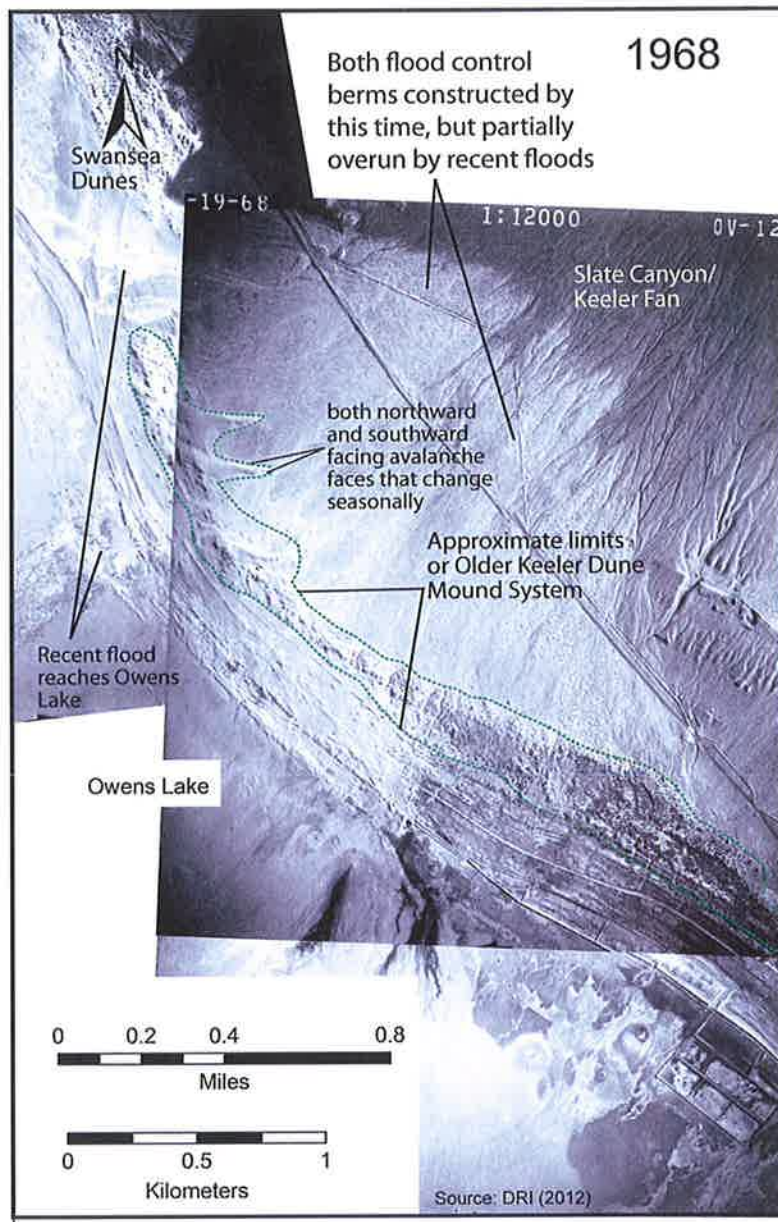 1968
Both flood control
berms constructed by
this time, but partially
overun by recent floods
N
Swansea
Dunes
-19-68
1:12000
OV-12
Slate Canyon/
Keeler Fan
both northward
and southward
facing avalanche
faces that change
seasonally
Approximate limits
or Older Keeler Dune
Mound System
Recent flood
reaches Owens
Lake
Owens Lake
0 0.2 0.4 0.8
Miles
0 0.5 1
Kilometers
Source: DRI (2012)